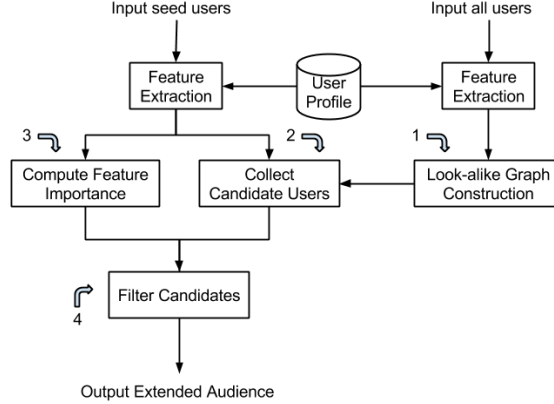 Input seed users
Input all users
Feature
Extraction
User
Profile
Feature
Extraction
3
2
1
Compute Feature
Importance
Collect
Candidate Users
Look-alike Graph
Construction
Filter Candidates
4
Output Extended Audience